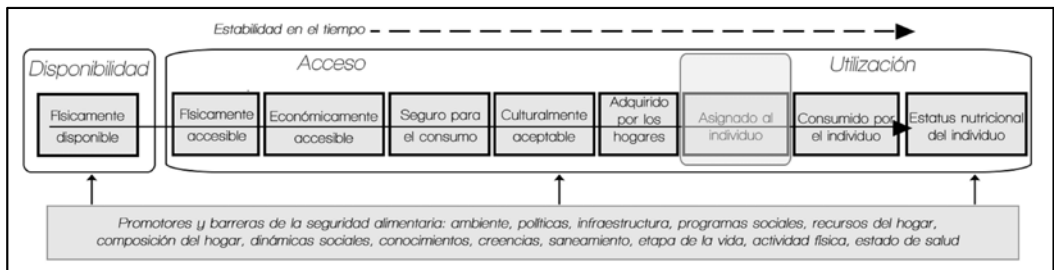 Estabilidad en el tiempo
Disponibilidad
Acceso
Utilización
Físicamente
disponible
Físicamente
accesible
Económicamente
accesible
Seguro para
el consumo
Culturalmente
aceptable
Adquirido
por los
hogares
Asignado al
individuo
Consumido por
el individuo
Estatus nutricional
del individuo
Promotores y barreras de la seguridad alimentaria: ambiente, políticas, infraestructura, programas sociales, recursos del hogar,
composición del hogar, dinámicas sociales, conocimientos, creencias, saneamiento, etapa de la vida, actividad física, estado de salud